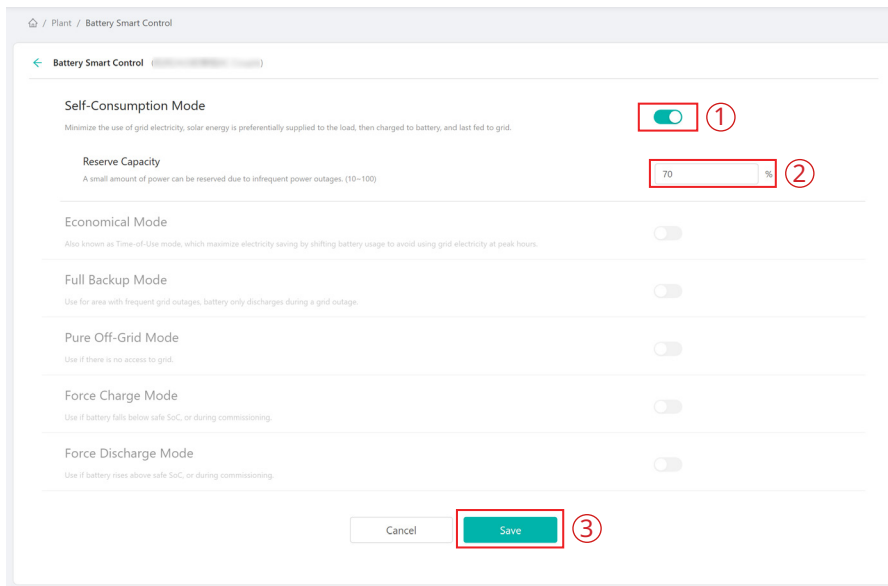 / Plant / Battery Smart Control
Battery Smart Control ( )
Self-Consumption Mode
①
Minimize the use of grid electricity, solar energy is preferentially supplied to the load, then charged to battery, and last fed to grid.
Reserve Capacity
70 %
②
A small amount of power can be reserved due to infrequent power outages. (10~100)
Economical Mode
Also known as Time-of-Use mode, which maximize electricity saving by shifting battery usage to avoid using grid electricity at peak hours.
Full Backup Mode
Use for area with frequent grid outages, battery only discharges during a grid outage.
Pure Off-Grid Mode
Use if there is no access to grid.
Force Charge Mode
Use if battery falls below safe SoC, or during commissioning.
Force Discharge Mode
Use if battery rises above safe SoC, or during commissioning.
Cancel Save ③